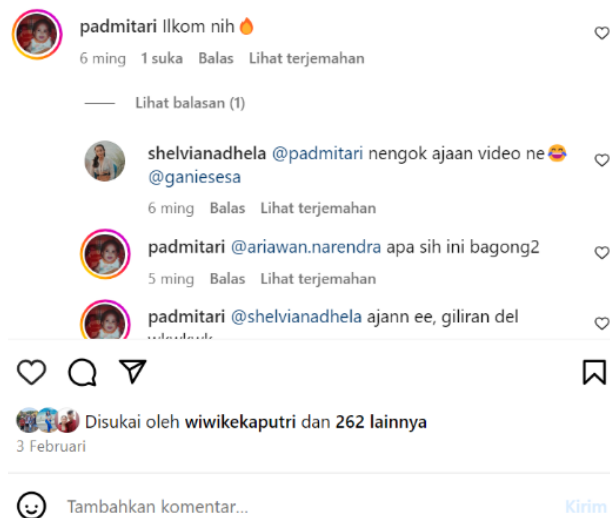 padmitari Ilkom nih🔥
6 ming 1 suka Balas Lihat terjemahan
Lihat balasan (1)
shelvianadhela @padmitari nengok ajaan video ne😂
@ganiesesa
6 ming Balas Lihat terjemahan
padmitari @ariawan.narendra apa sih ini bagong2
5 ming Balas Lihat terjemahan
padmitari @shelvianadhela ajann ee, giliran del
Disukai oleh wiwikekaputri dan 262 lainnya
3 Februari
Tambahkan komentar...
Kirim